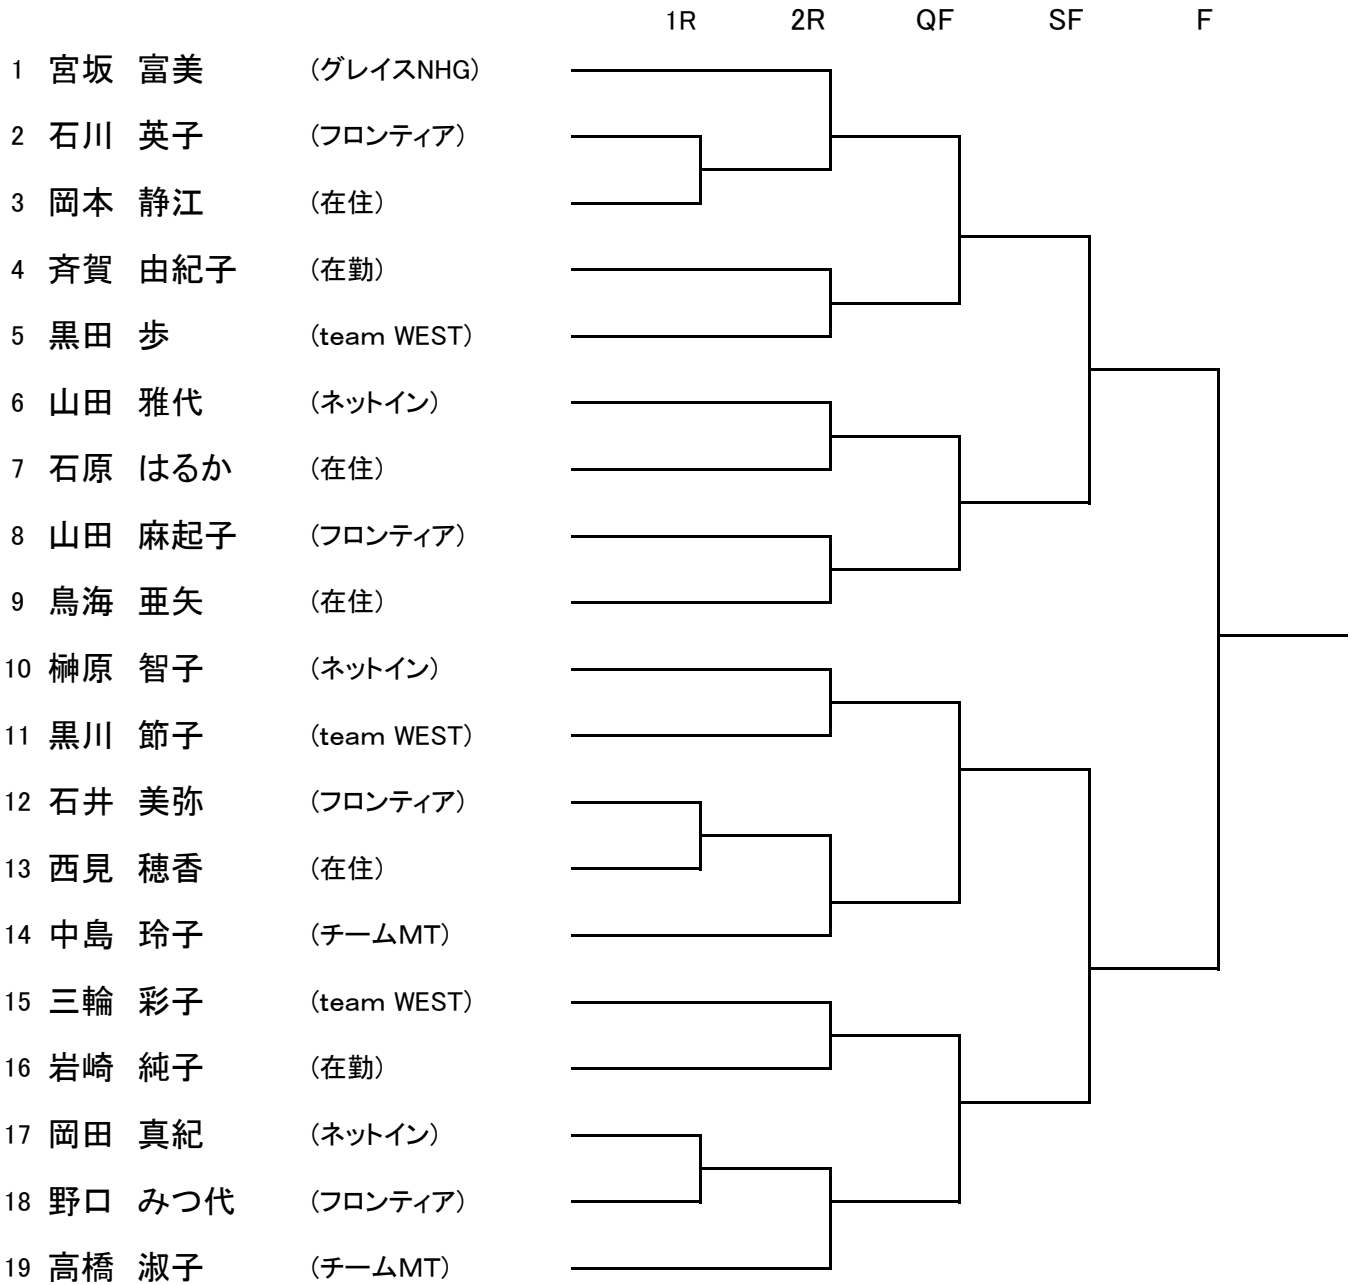 1R 2R QF SF F
1 宮坂 富美 (グレイスNHG)
2 石川 英子 (フロンティア)
3 岡本 静江 (在住)
4 斉賀 由紀子 (在勤)
5 黒田 歩 (team WEST)
6 山田 雅代 (ネットイン)
7 石原 はるか (在住)
8 山田 麻起子 (フロンティア)
9 鳥海 亜矢 (在住)
10 榊原 智子 (ネットイン)
11 黒川 節子 (team WEST)
12 石井 美弥 (フロンティア)
13 西見 穂香 (在住)
14 中島 玲子 (チームMT)
15 三輪 彩子 (team WEST)
16 岩崎 純子 (在勤)
17 岡田 真紀 (ネットイン)
18 野口 みつ代 (フロンティア)
19 高橋 淑子 (チームMT)